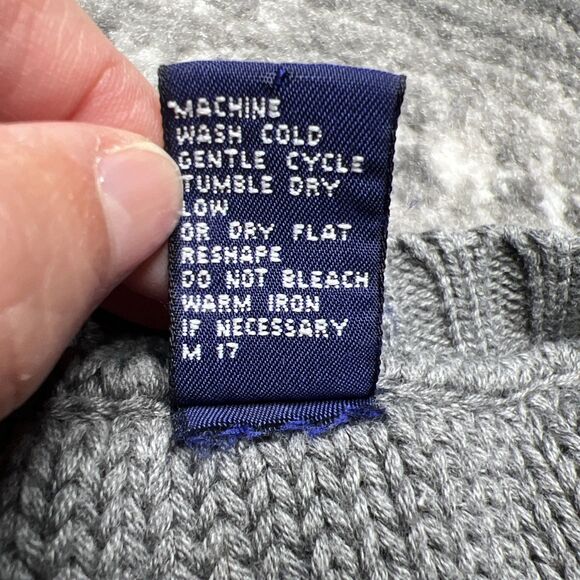 MACHINE
WASH COLD
GENTLE CYCLE
TUMBLE DRY
LOW
OR DRY FLAT
RESHAPE
DO NOT BLEACH
WARM IRON
IF NECESSARY
M 17